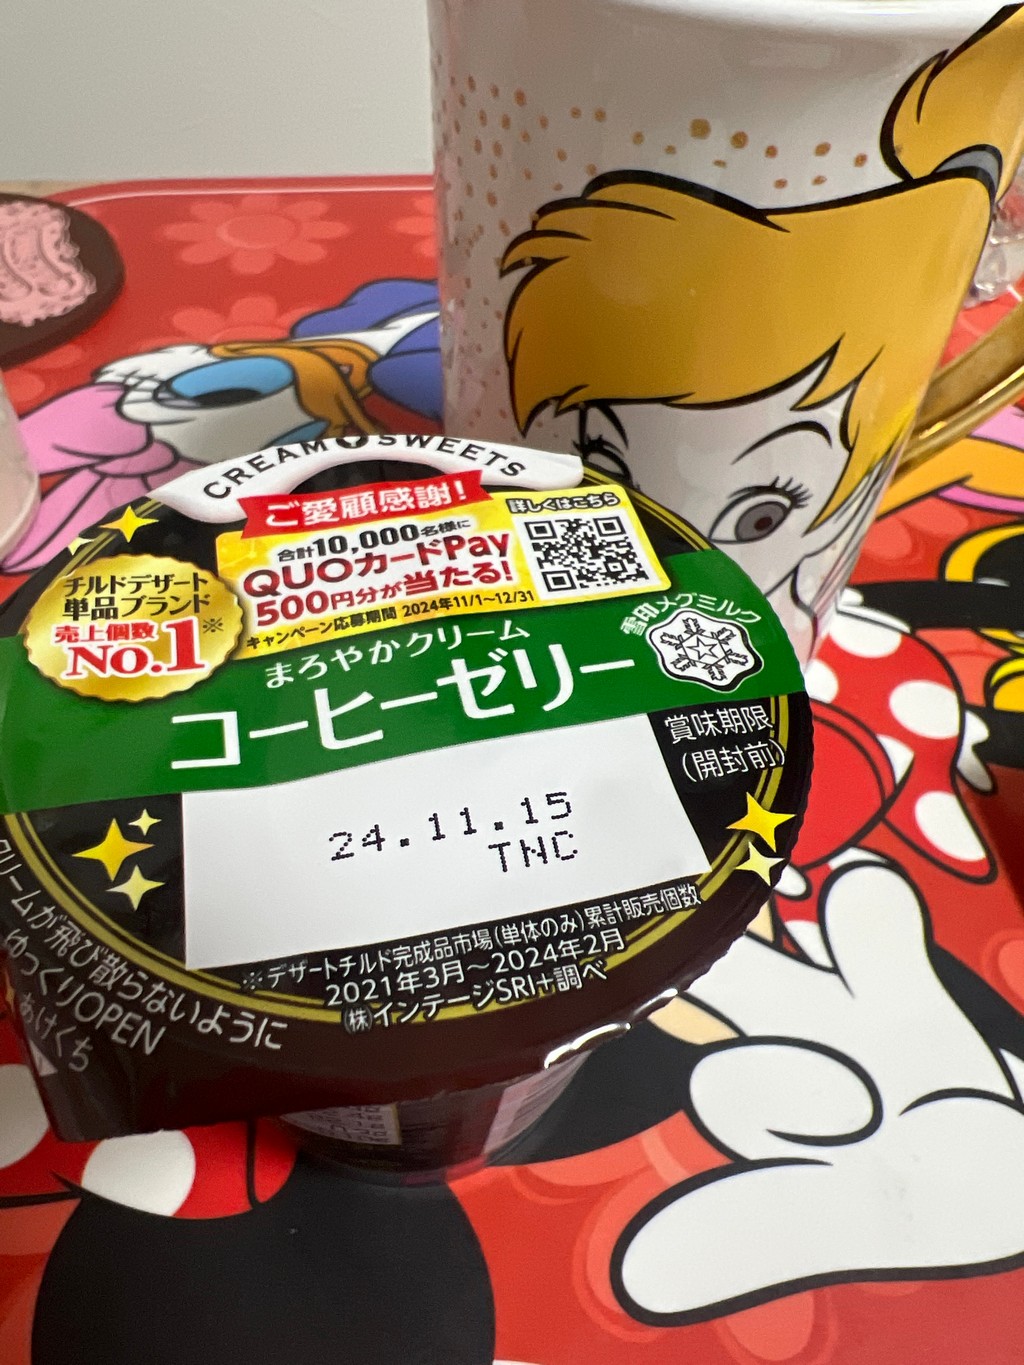 CREAM SWEETS
ご愛顧感謝!
合計10,000名様に
QUOカードPay
500円分が当たる!
キャンペーン応募期間 2024年11/1~12/31
詳しくはこちら
チルドデザート
単品ブランド
売上個数
No.1※
まろやかクリーム
コーヒーゼリー
雪印メグミルク
賞味期限
(開封前)
24.11.15
TNC
※デザートチルド完成品市場(単体のみ)累計販売個数
2021年3月~2024年2月
㈱インテージSRI+調べ
クリームが飛び散らないように
ゆっくりOPEN
あけくち